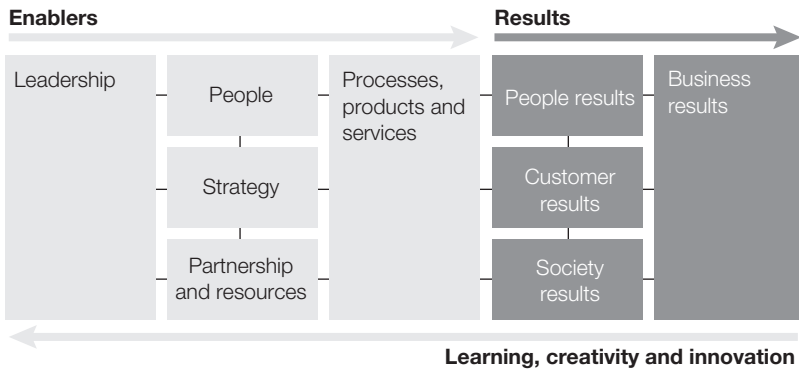 Enablers
Results
Leadership
People
Strategy
Partnership
and resources
Processes,
products and
services
People results
Customer
results
Society
results
Business
results
Learning, creativity and innovation